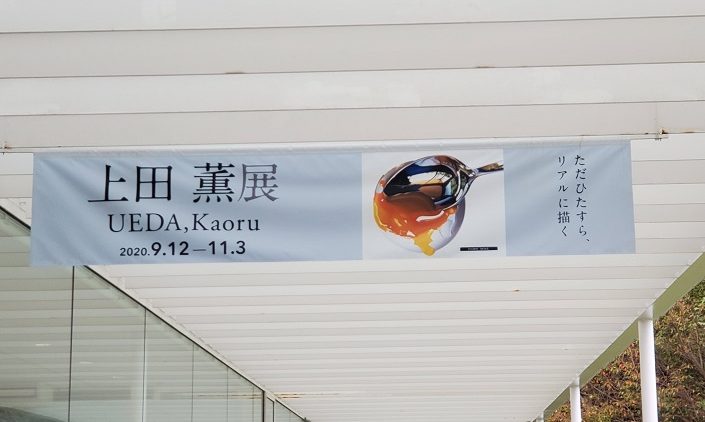 上田 薫展
UEDA,Kaoru
2020.9.12—11.3
ただひたすら、
リアルに描く